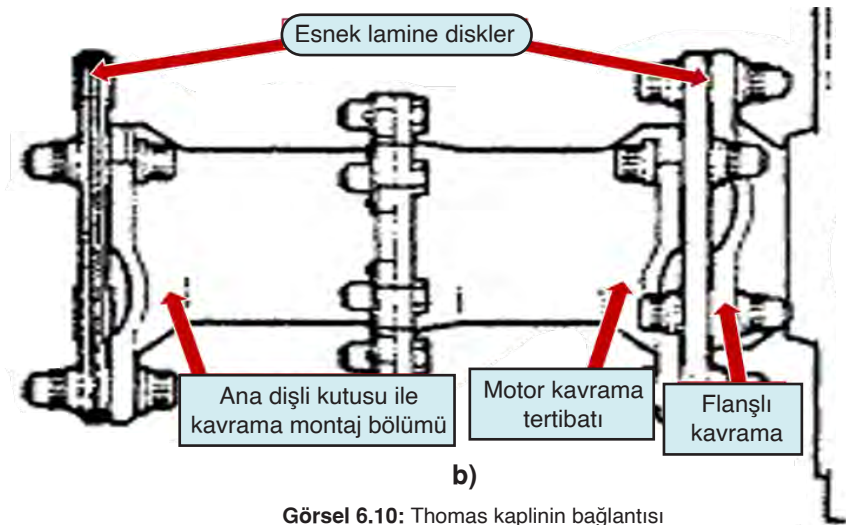 Esnek lamine diskler
Ana dişli kutusu ile
kavrama montaj bölümü
Motor kavrama
tertibatı
Flanşlı
kavrama
b)
Görsel 6.10: Thomas kaplinin bağlantısı